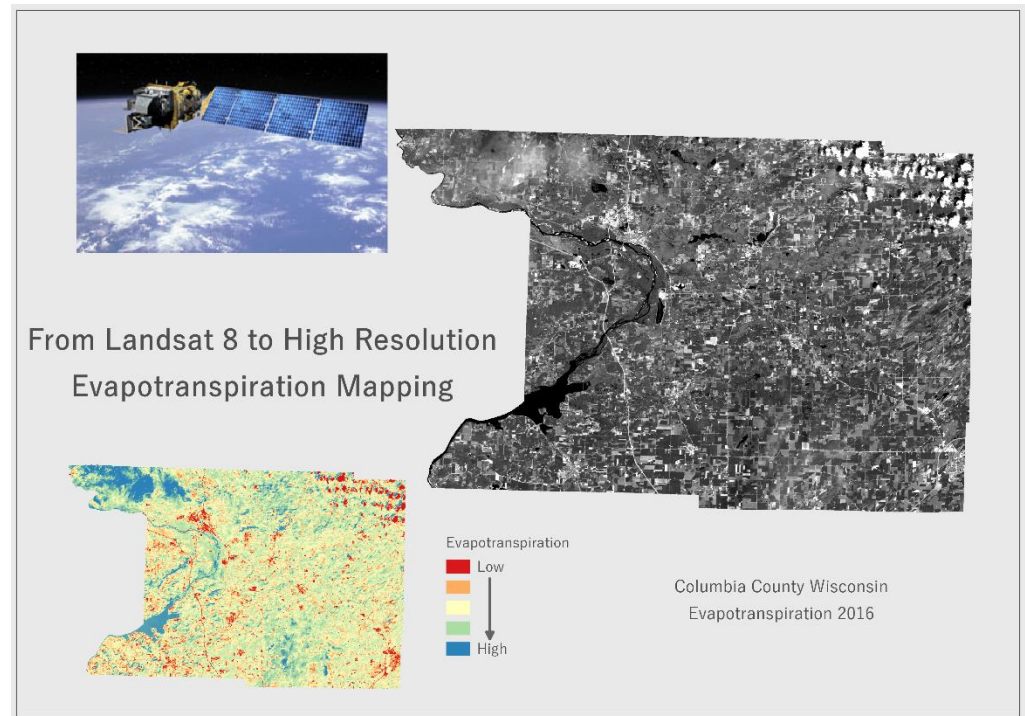 From Landsat 8 to High Resolution
Evapotranspiration Mapping
Evapotranspiration
Low
High
Columbia County Wisconsin
Evapotranspiration 2016